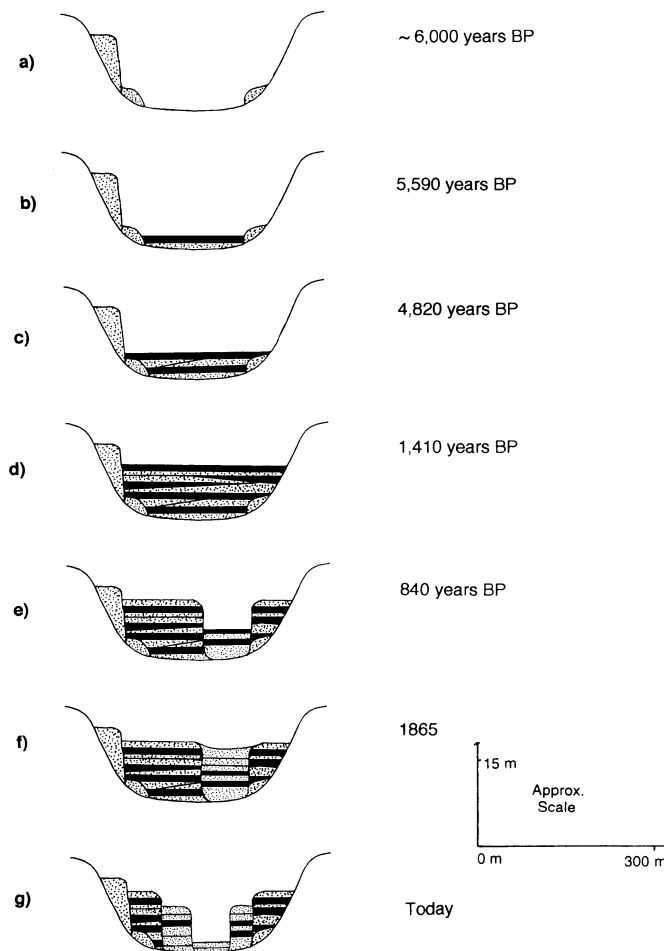 a)
~ 6,000 years BP
b)
5,590 years BP
c)
4,820 years BP
d)
1,410 years BP
e)
840 years BP
f)
1865
15 m
Approx.
Scale
0 m
300 m
g)
Today